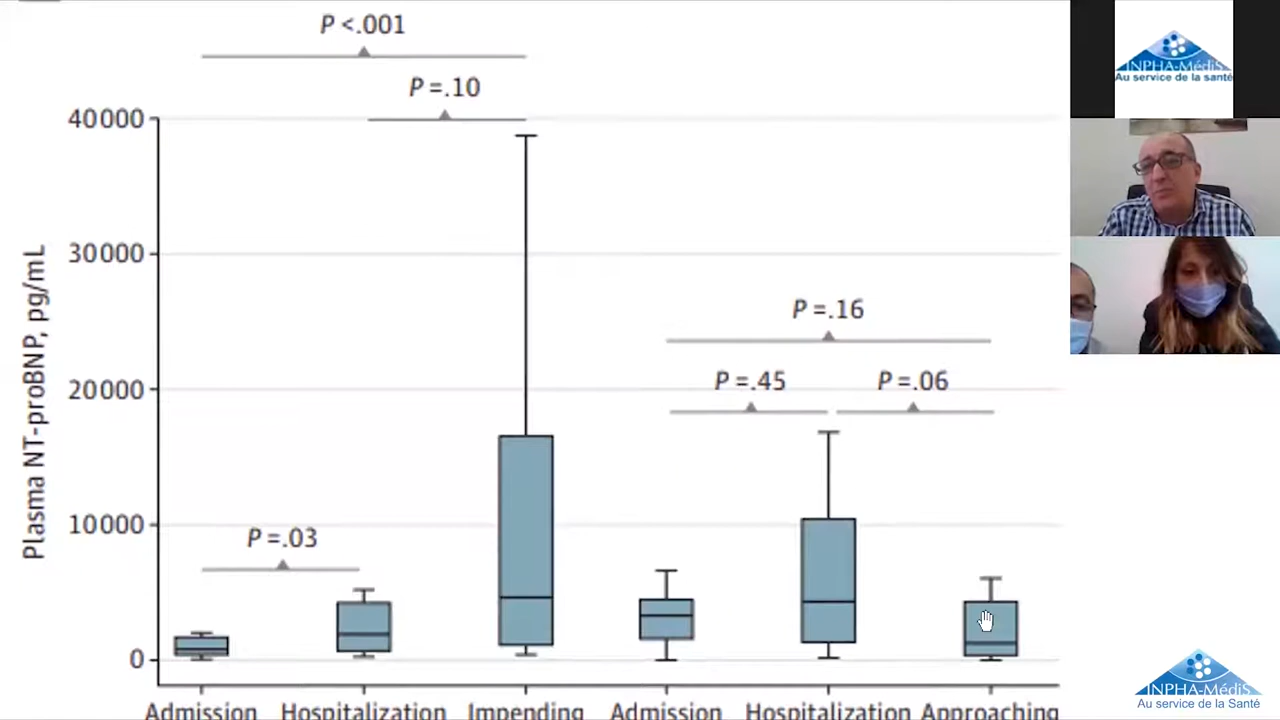 P <.001
P =.10
40000
30000
P =.16
P =.45 P =.06
20000
P =.03
10000
0
Plasma NT-proBNP, pg/mL
Admission Hospitalization Impending Admission Hospitalization Approaching
INPHA-MédiS
Au service de la santé
INPHA-MédiS
Au service de la Santé